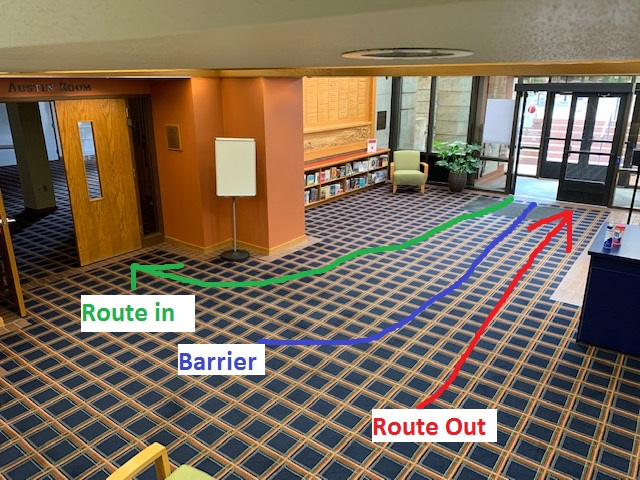 AUSTIN ROOM
Route in
Barrier
Route Out